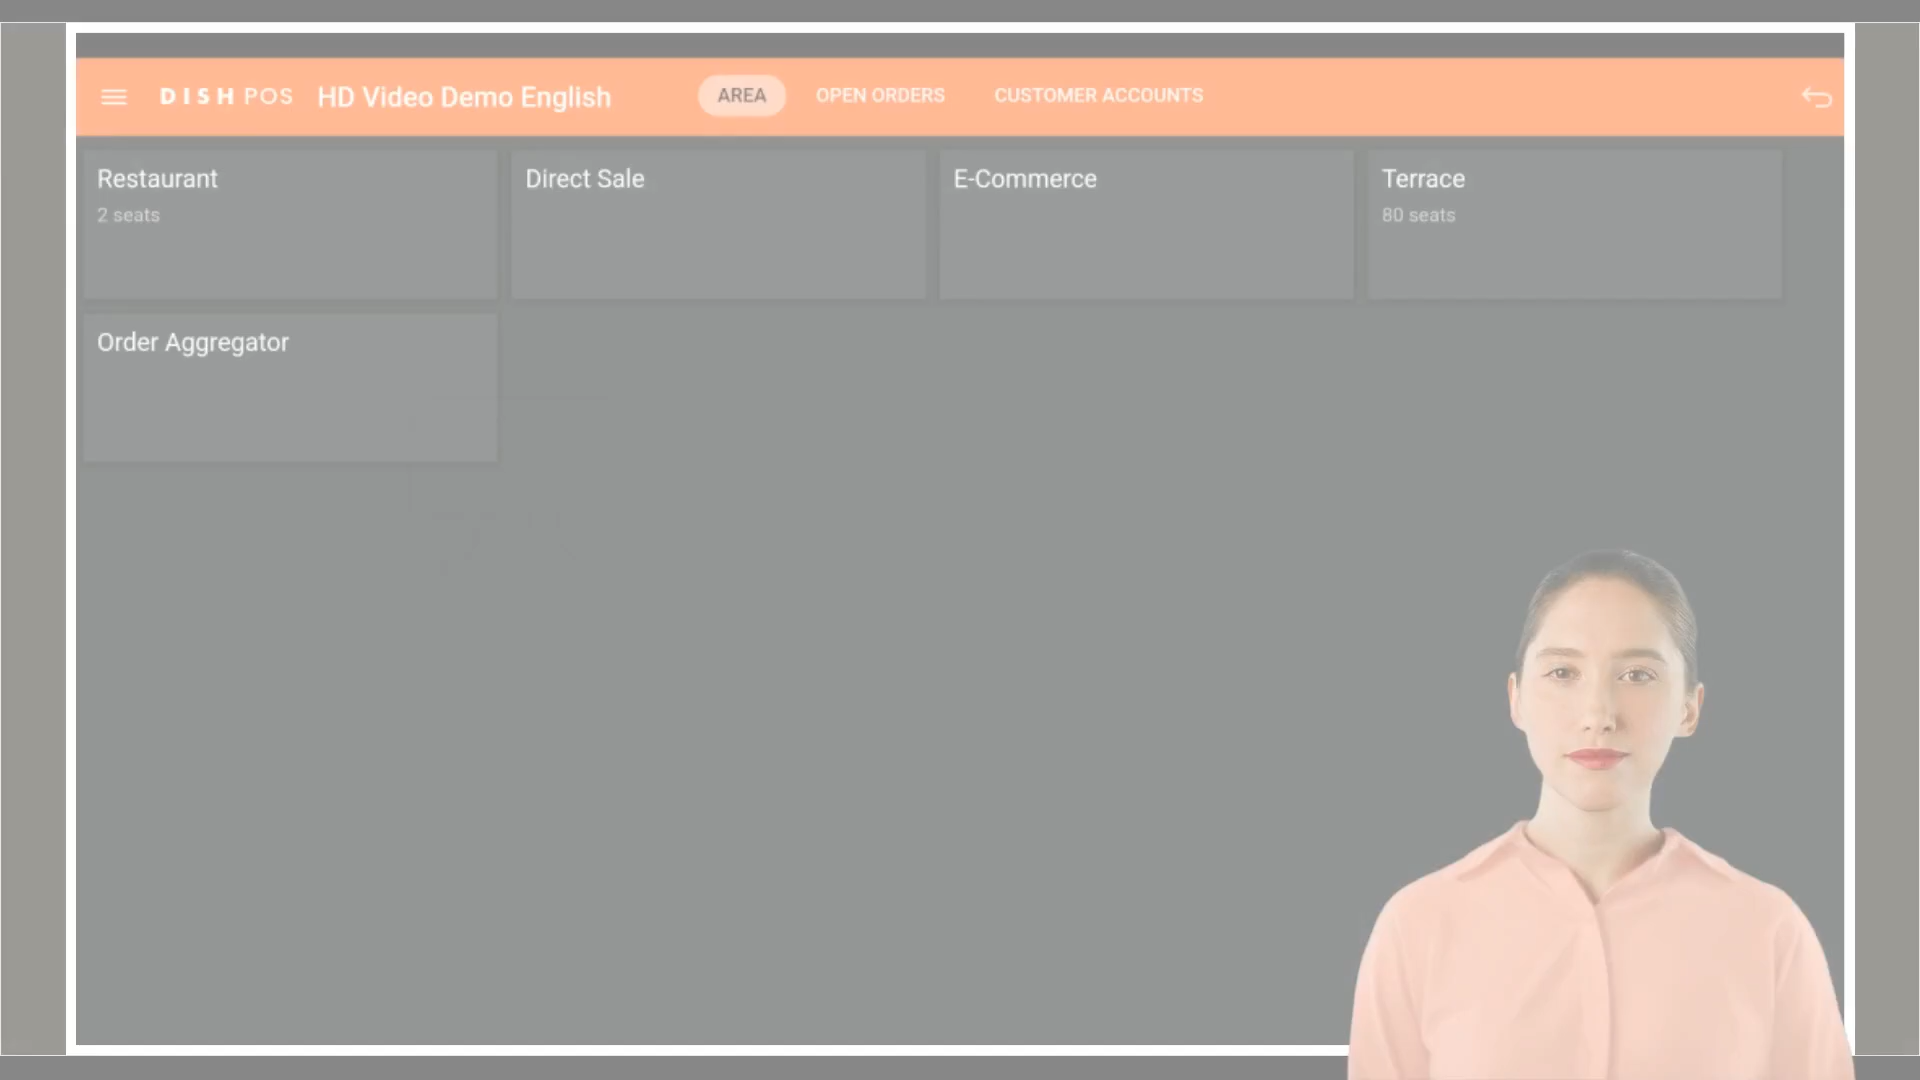 DISH POS HD Video Demo English AREA OPEN ORDERS CUSTOMER ACCOUNTS
Restaurant
2 seats
Direct Sale
E-Commerce
Terrace
80 seats
Order Aggregator